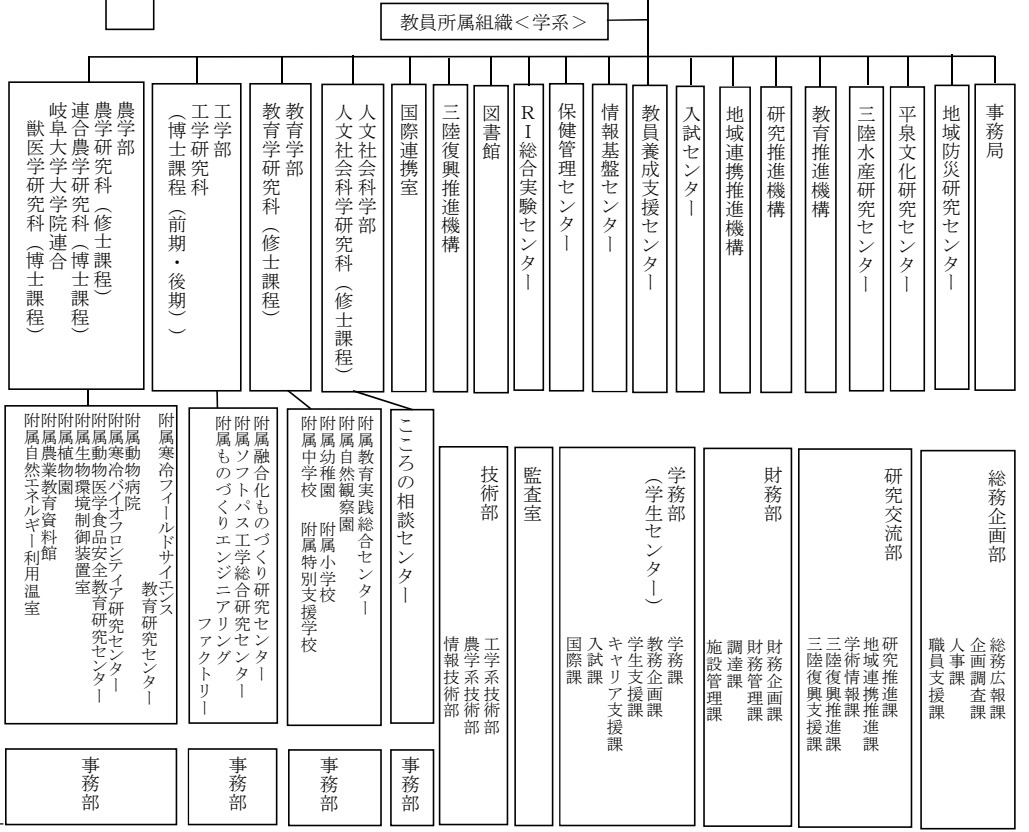 教員所属組織＜学系＞
事務局
地域防災研究センター
平泉文化研究センター
三陸水産研究センター
教育推進機構
研究推進機構
地域連携推進機構
入試センター
教員養成支援センター
情報基盤センター
保健管理センター
ＲＩ総合実験センター
図書館
三陸復興推進機構
国際連携室
人文社会科学部
人文社会科学研究科（修士課程）
教育学部
教育学研究科（修士課程）
工学部
工学研究科
（博士課程（前期・後期））
農学部
農学研究科（修士課程）
連合農学研究科（博士課程）
岐阜大学大学院連合
獣医学研究科（博士課程）
総務企画部
総務広報課
企画調査課
人事課
職員支援課
研究交流部
研究推進課
地域連携推進課
学術情報課
三陸復興推進課
三陸復興支援課
財務部
財務企画課
財務管理課
調達課
施設管理課
学務部
（学生センター）
学務課
教務企画課
学生支援課
キャリア支援課
入試課
国際課
監査室
技術部
工学系技術部
農学系技術部
情報技術部
こころの相談センター
附属教育実践総合センター
附属自然観察園
附属幼稚園　附属小学校
附属中学校　附属特別支援学校
附属融合化ものづくり研究センター
附属ソフトパス工学総合研究センター
附属ものづくりエンジニアリング
ファクトリー
附属寒冷フィールドサイエンス
教育研究センター
附属動物病院
附属寒冷バイオフロンティア研究センター
附属動物医学食品安全教育研究センター
附属生物環境制御装置室
附属植物園
附属農業教育資料館
附属自然エネルギー利用温室
事務部
事務部
事務部
事務部